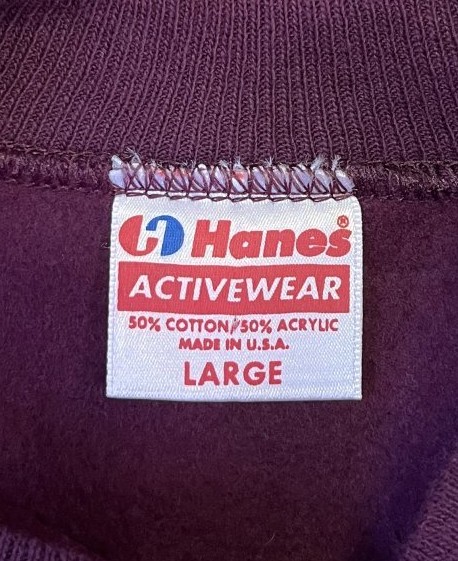 Hanes®
ACTIVEWEAR
50% COTTON/50% ACRYLIC
MADE IN U.S.A.
LARGE